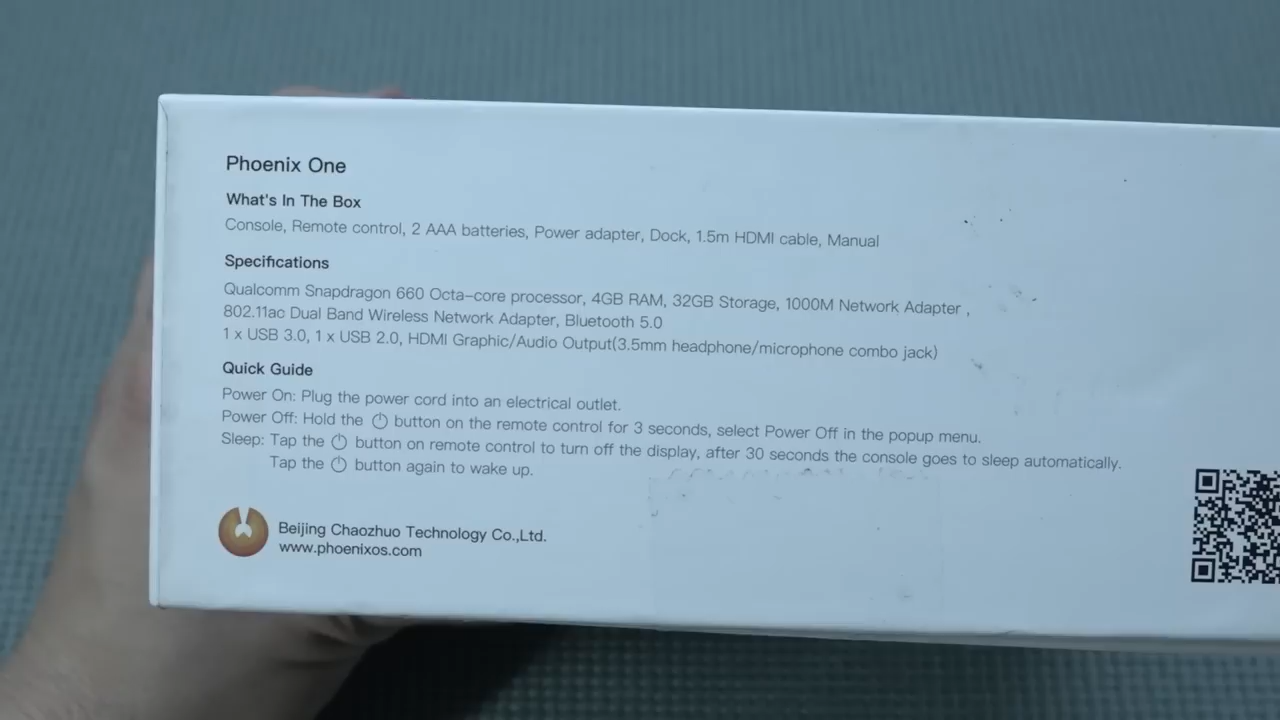 Phoenix One
What's In The Box
Console, Remote control, 2 AAA batteries, Power adapter, Dock, 1.5m HDMI cable, Manual
Specifications
Qualcomm Snapdragon 660 Octa-core processor, 4GB RAM, 32GB Storage, 1000M Network Adapter ,
802.11ac Dual Band Wireless Network Adapter, Bluetooth 5.0
1 x USB 3.0, 1 x USB 2.0, HDMI Graphic/Audio Output(3.5mm headphone/microphone combo jack)
Quick Guide
Power On: Plug the power cord into an electrical outlet.
Power Off: Hold the button on the remote control for 3 seconds, select Power Off in the popup menu.
Sleep: Tap the button on remote control to turn off the display, after 30 seconds the console goes to sleep automatically.
Tap the button again to wake up.
Beijing Chaozhuo Technology Co.,Ltd.
www.phoenixos.com